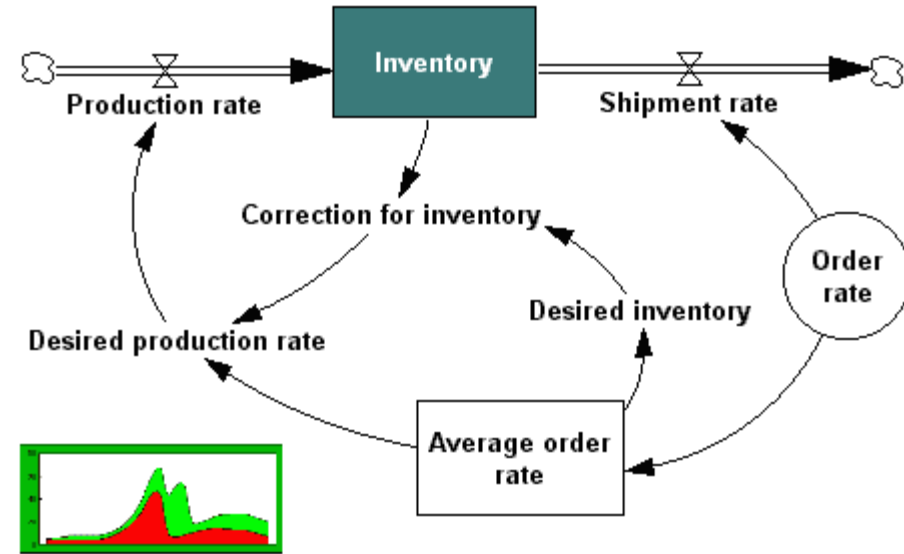 Inventory
Production rate
Shipment rate
Correction for inventory
Order
rate
Desired inventory
Desired production rate
Average order
rate